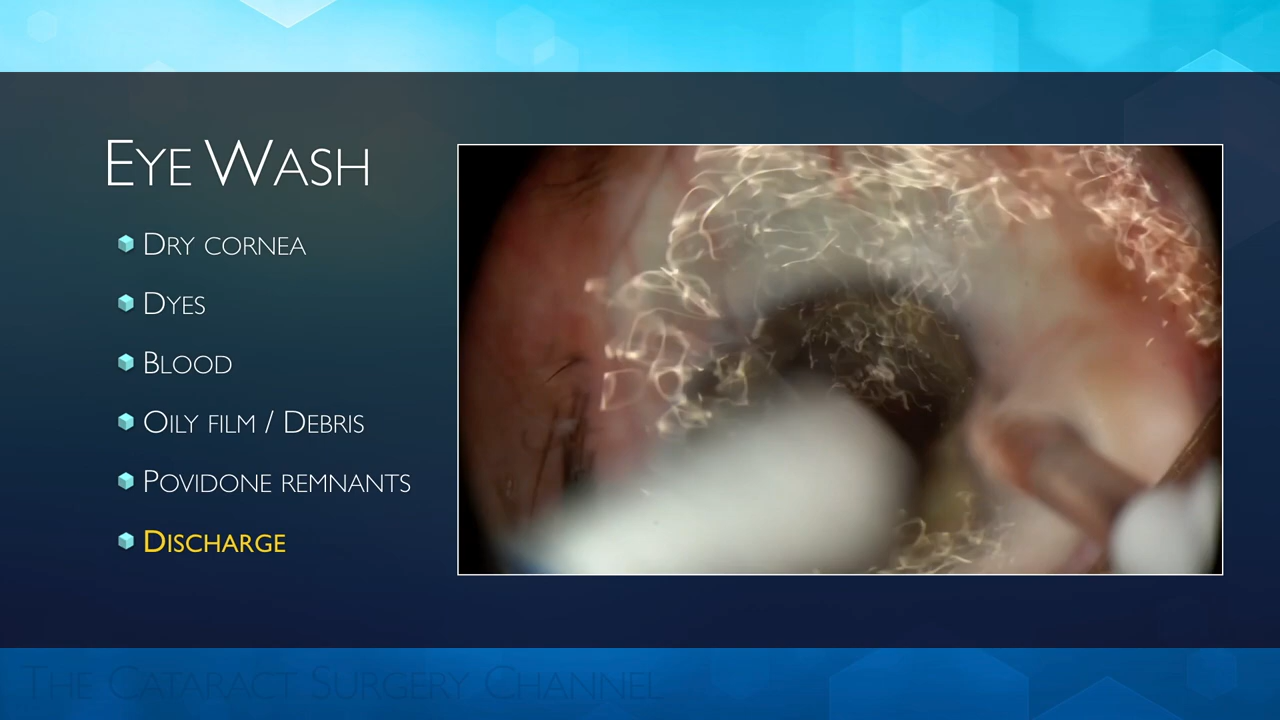 Eye Wash
Dry cornea
Dyes
Blood
Oily film / Debris
Povidone remnants
Discharge
The Cataract Surgery Channel